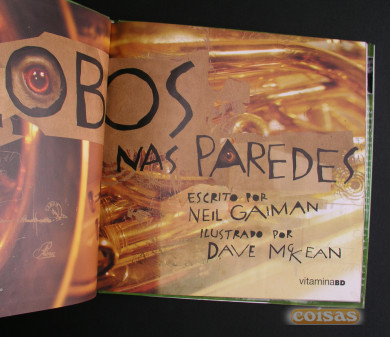 OBOS
NAS PAREDES
ESCRITO POR
NEIL GAIMAN
ILUSTRADO POR
DAVE McKEAN
vitaminaBD
coisas